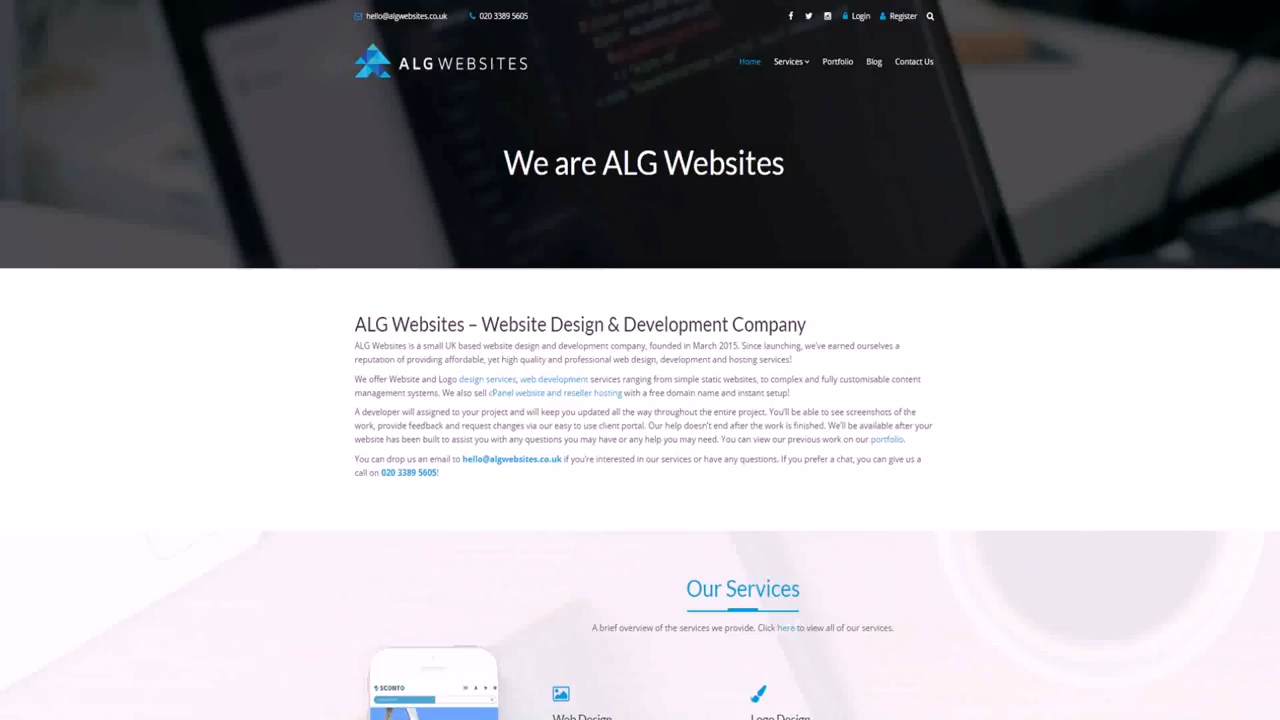 hello@algwebsites.co.uk 020 3389 5605 Login Register
ALG WEBSITES Home Services Portfolio Blog Contact Us
We are ALG Websites
ALG Websites – Website Design & Development Company
ALG Websites is a small UK based website design and development company, founded in March 2015. Since launching, we've earned ourselves a
reputation of providing affordable, yet high quality and professional web design, development and hosting services!
We offer Website and Logo design services, web development services ranging from simple static websites, to complex and fully customisable content
management systems. We also sell cPanel website and reseller hosting with a free domain name and instant setup!
A developer will assigned to your project and will keep you updated all the way throughout the entire project. You'll be able to see screenshots of the
work, provide feedback and request changes via our easy to use client portal. Our help doesn't end after the work is finished. We'll be available after your
website has been built to assist you with any questions you may have or any help you may need. You can view our previous work on our portfolio.
You can drop us an email to hello@algwebsites.co.uk if you're interested in our services or have any questions. If you prefer a chat, you can give us a
call on 020 3389 5605!
Our Services
A brief overview of the services we provide. Click here to view all of our services.
SCONTO
Web Design Logo Design